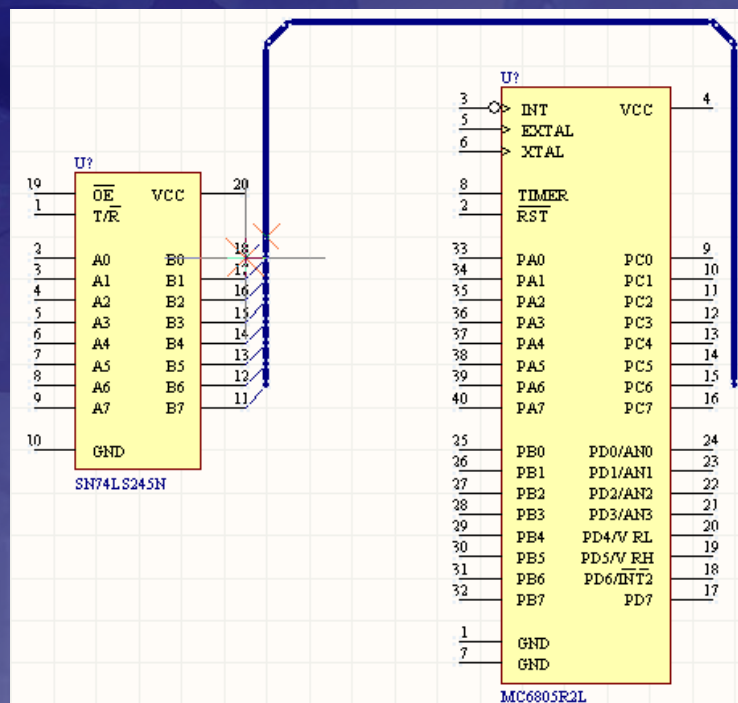 U?
19 OE VCC 20
1 T/R
2 A0 B0 18
3 A1 B1 17
4 A2 B2 16
5 A3 B3 15
6 A4 B4 14
7 A5 B5 13
8 A6 B6 12
9 A7 B7 11
10 GND
SN74LS245N
U?
3 INT VCC 4
5 EXTAL
6 XTAL
8 TIMER
2 RST
33 PA0 PC0 9
34 PA1 PC1 10
35 PA2 PC2 11
36 PA3 PC3 12
37 PA4 PC4 13
38 PA5 PC5 14
39 PA6 PC6 15
40 PA7 PC7 16
25 PB0 PD0/AN0 24
26 PB1 PD1/AN1 23
27 PB2 PD2/AN2 22
28 PB3 PD3/AN3 21
29 PB4 PD4/V RL 20
30 PB5 PD5/V RH 19
31 PB6 PD6/INT2 18
32 PB7 PD7 17
1 GND
7 GND
MC6805R2L